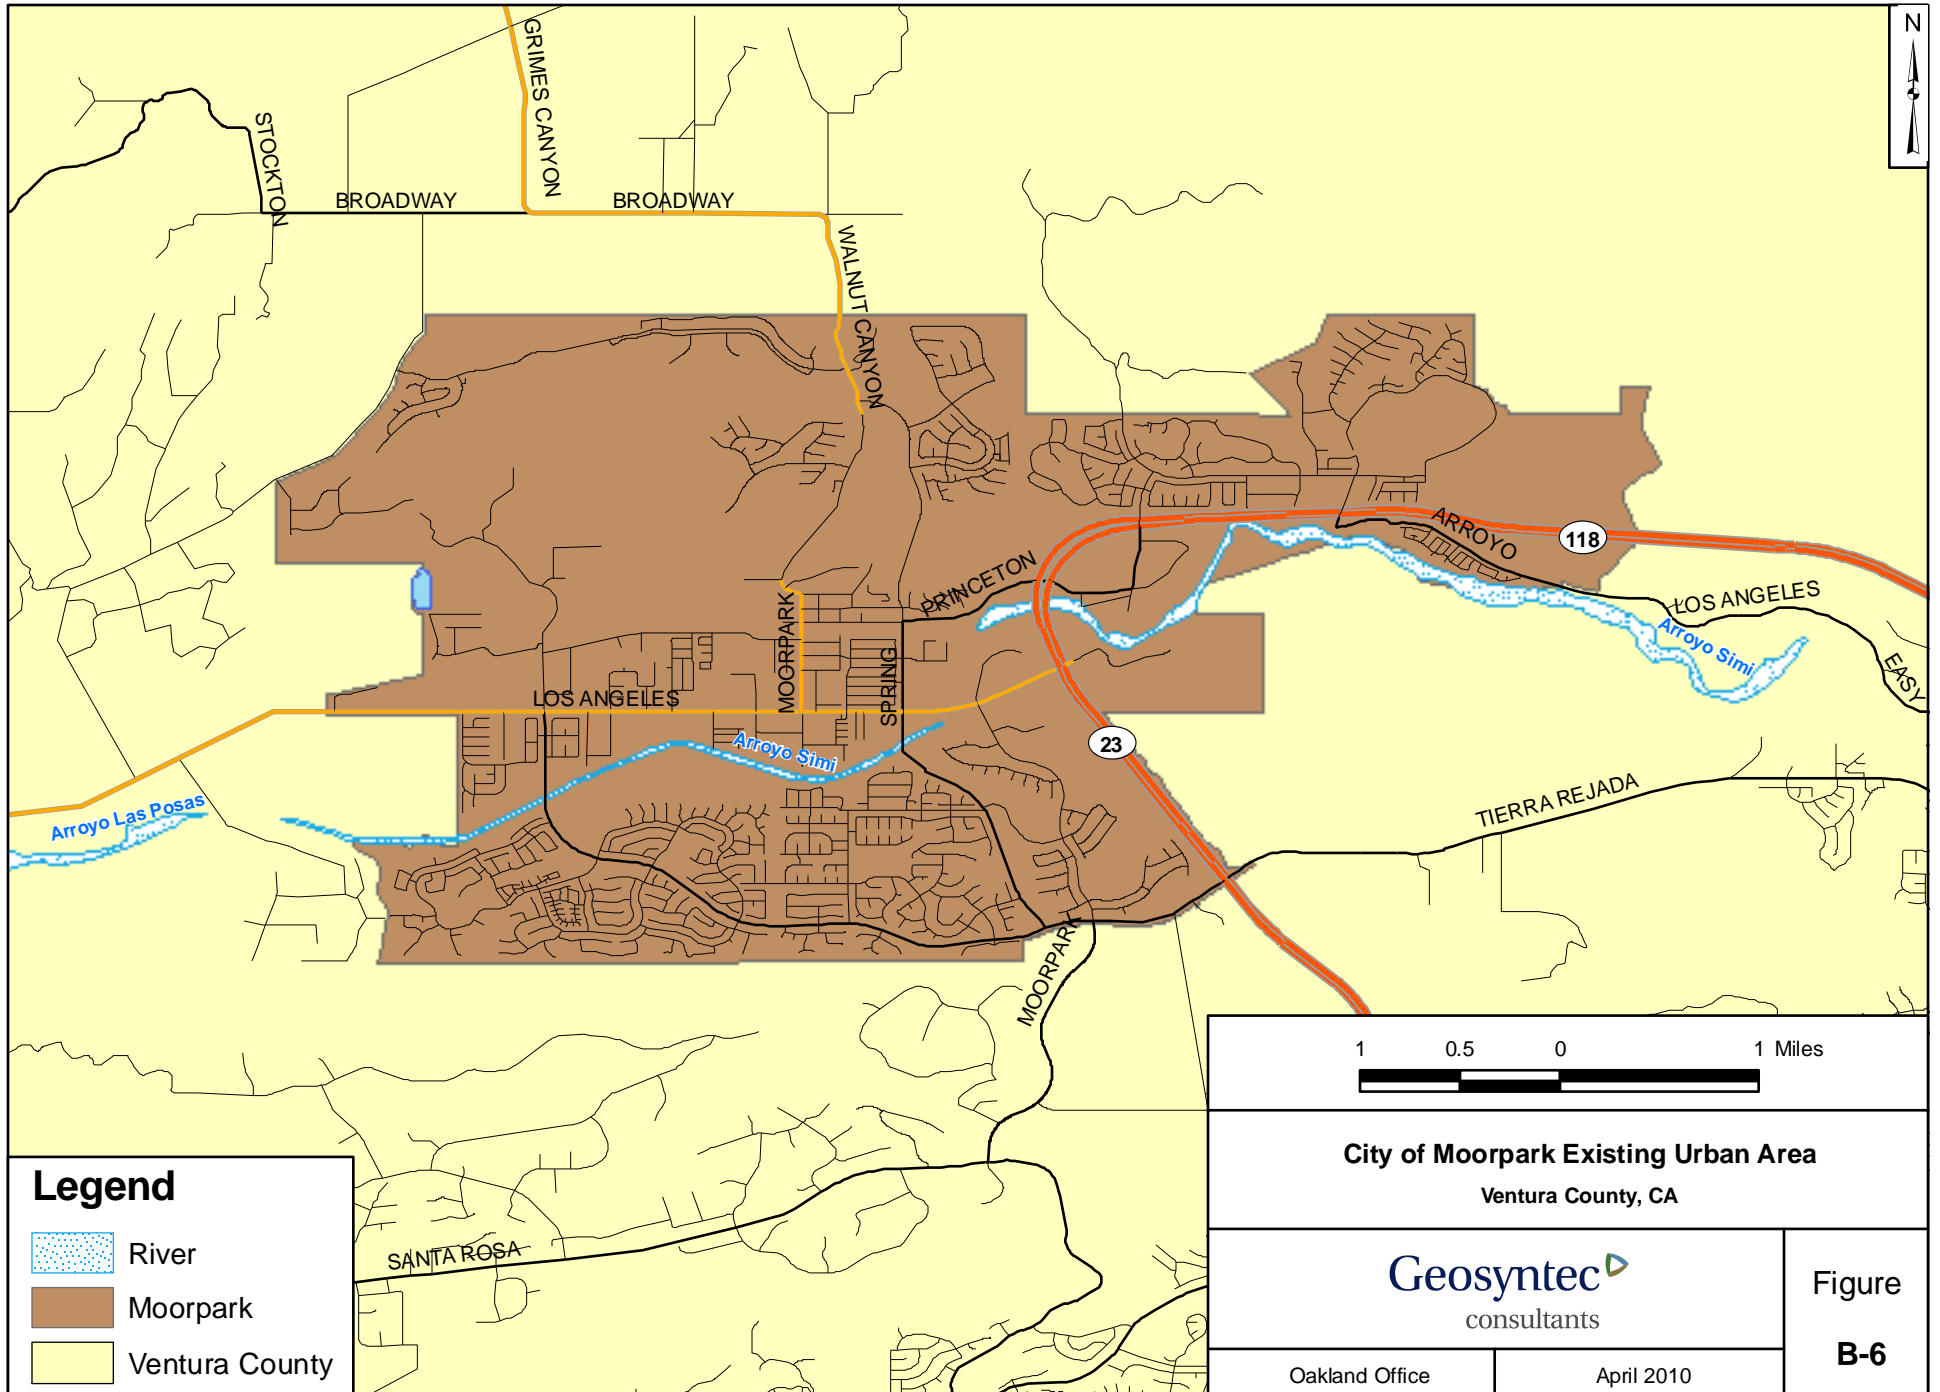 N
GRIMES CANYON
STOCKTON
BROADWAY
BROADWAY
WALNUT CANYON
ARROYO
118
PRINCETON
LOS ANGELES
Arroyo Simi
EASY
MOORPARK
SPRING
LOS ANGELES
Arroyo Simi
23
TIERRA REJADA
Arroyo Las Posas
MOORPARK
SANTA ROSA
1 0.5 0 1 Miles
City of Moorpark Existing Urban Area
Ventura County, CA
Geosyntec
consultants
Figure
B-6
Oakland Office
April 2010
Legend
River
Moorpark
Ventura County